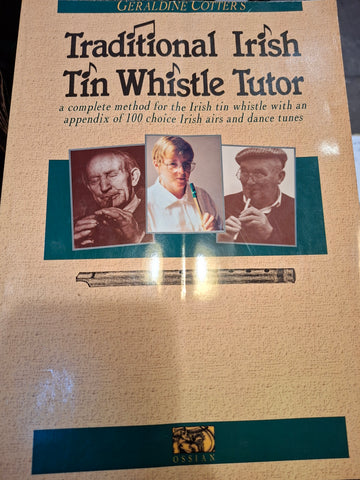 GERALDINE COTTER'S
Traditional Irish
Tin Whistle Tutor
a complete method for the Irish tin whistle with an
appendix of 100 choice Irish airs and dance tunes
OSSIAN